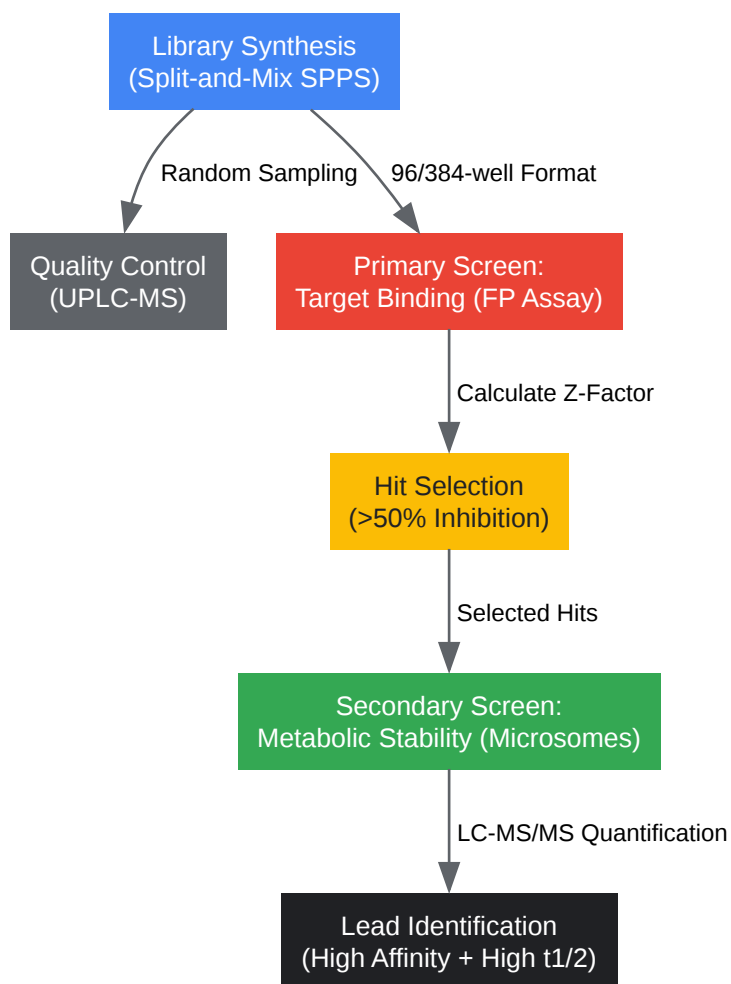 Library Synthesis
(Split-and-Mix SPPS)
Random Sampling
96/384-well Format
Quality Control
(UPLC-MS)
Primary Screen:
Target Binding (FP Assay)
Calculate Z-Factor
Hit Selection
(>50% Inhibition)
Selected Hits
Secondary Screen:
Metabolic Stability (Microsomes)
LC-MS/MS Quantification
Lead Identification
(High Affinity + High t1/2)